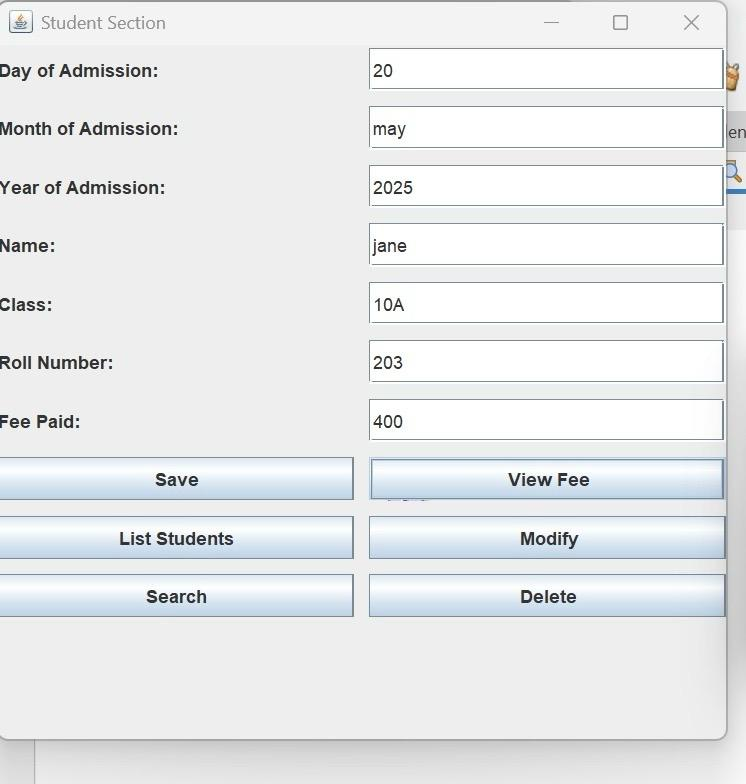 Student Section
Day of Admission: 20
Month of Admission: may
Year of Admission: 2025
Name: jane
Class: 10A
Roll Number: 203
Fee Paid: 400
Save View Fee
List Students Modify
Search Delete